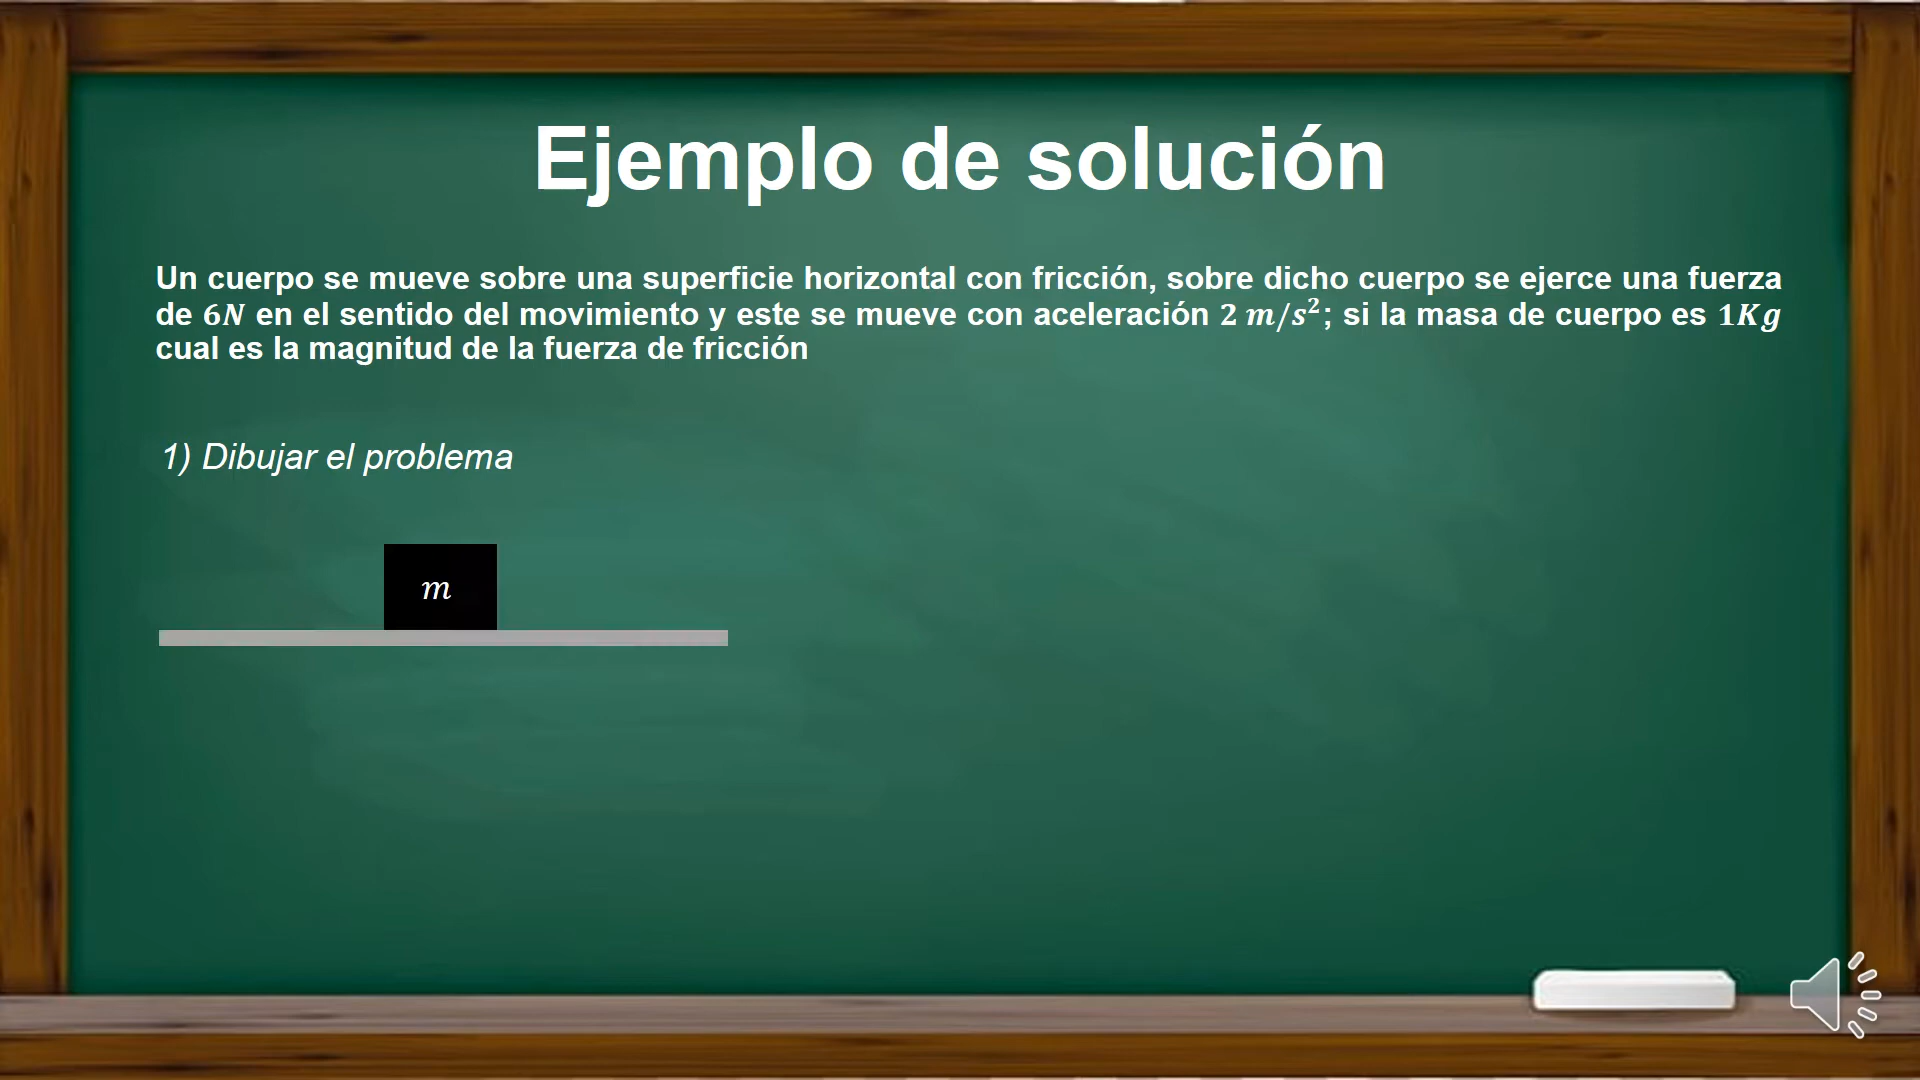 Ejemplo de solución
Un cuerpo se mueve sobre una superficie horizontal con fricción, sobre dicho cuerpo se ejerce una fuerza
de 6N en el sentido del movimiento y este se mueve con aceleración 2 m/s²; si la masa de cuerpo es 1Kg
cual es la magnitud de la fuerza de fricción
1) Dibujar el problema
m